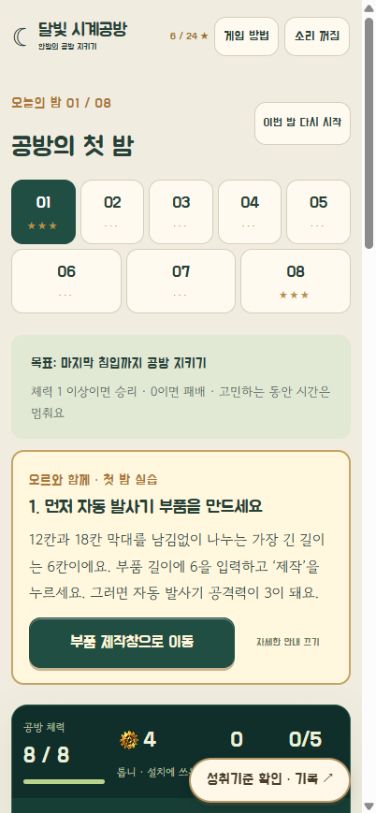 달빛 시계공방
한밤의 공방 지키기
6 / 24 ★
게임 방법
소리 꺼짐
오늘의 밤 01 / 08
공방의 첫 밤
이번 밤 다시 시작
01
★★★
02
···
03
···
04
···
05
···
06
···
07
···
08
★★★
목표: 마지막 침입까지 공방 지키기
체력 1 이상이면 승리 · 0이면 패배 · 고민하는 동안 시간은
멈춰요
모르와 함께 · 첫 밤 실습
1. 먼저 자동 발사기 부품을 만드세요
12칸과 18칸 막대를 남김없이 나누는 가장 긴 길이
는 6칸이에요. 부품 길이에 6을 입력하고 ‘제작’을
누르세요. 그러면 자동 발사기 공격력이 3이 돼요.
부품 제작창으로 이동
자세한 안내 끄기
공방 체력
8 / 8
4
톱니 · 설치에
0
0/5
성취기준 확인 · 기록 ↗